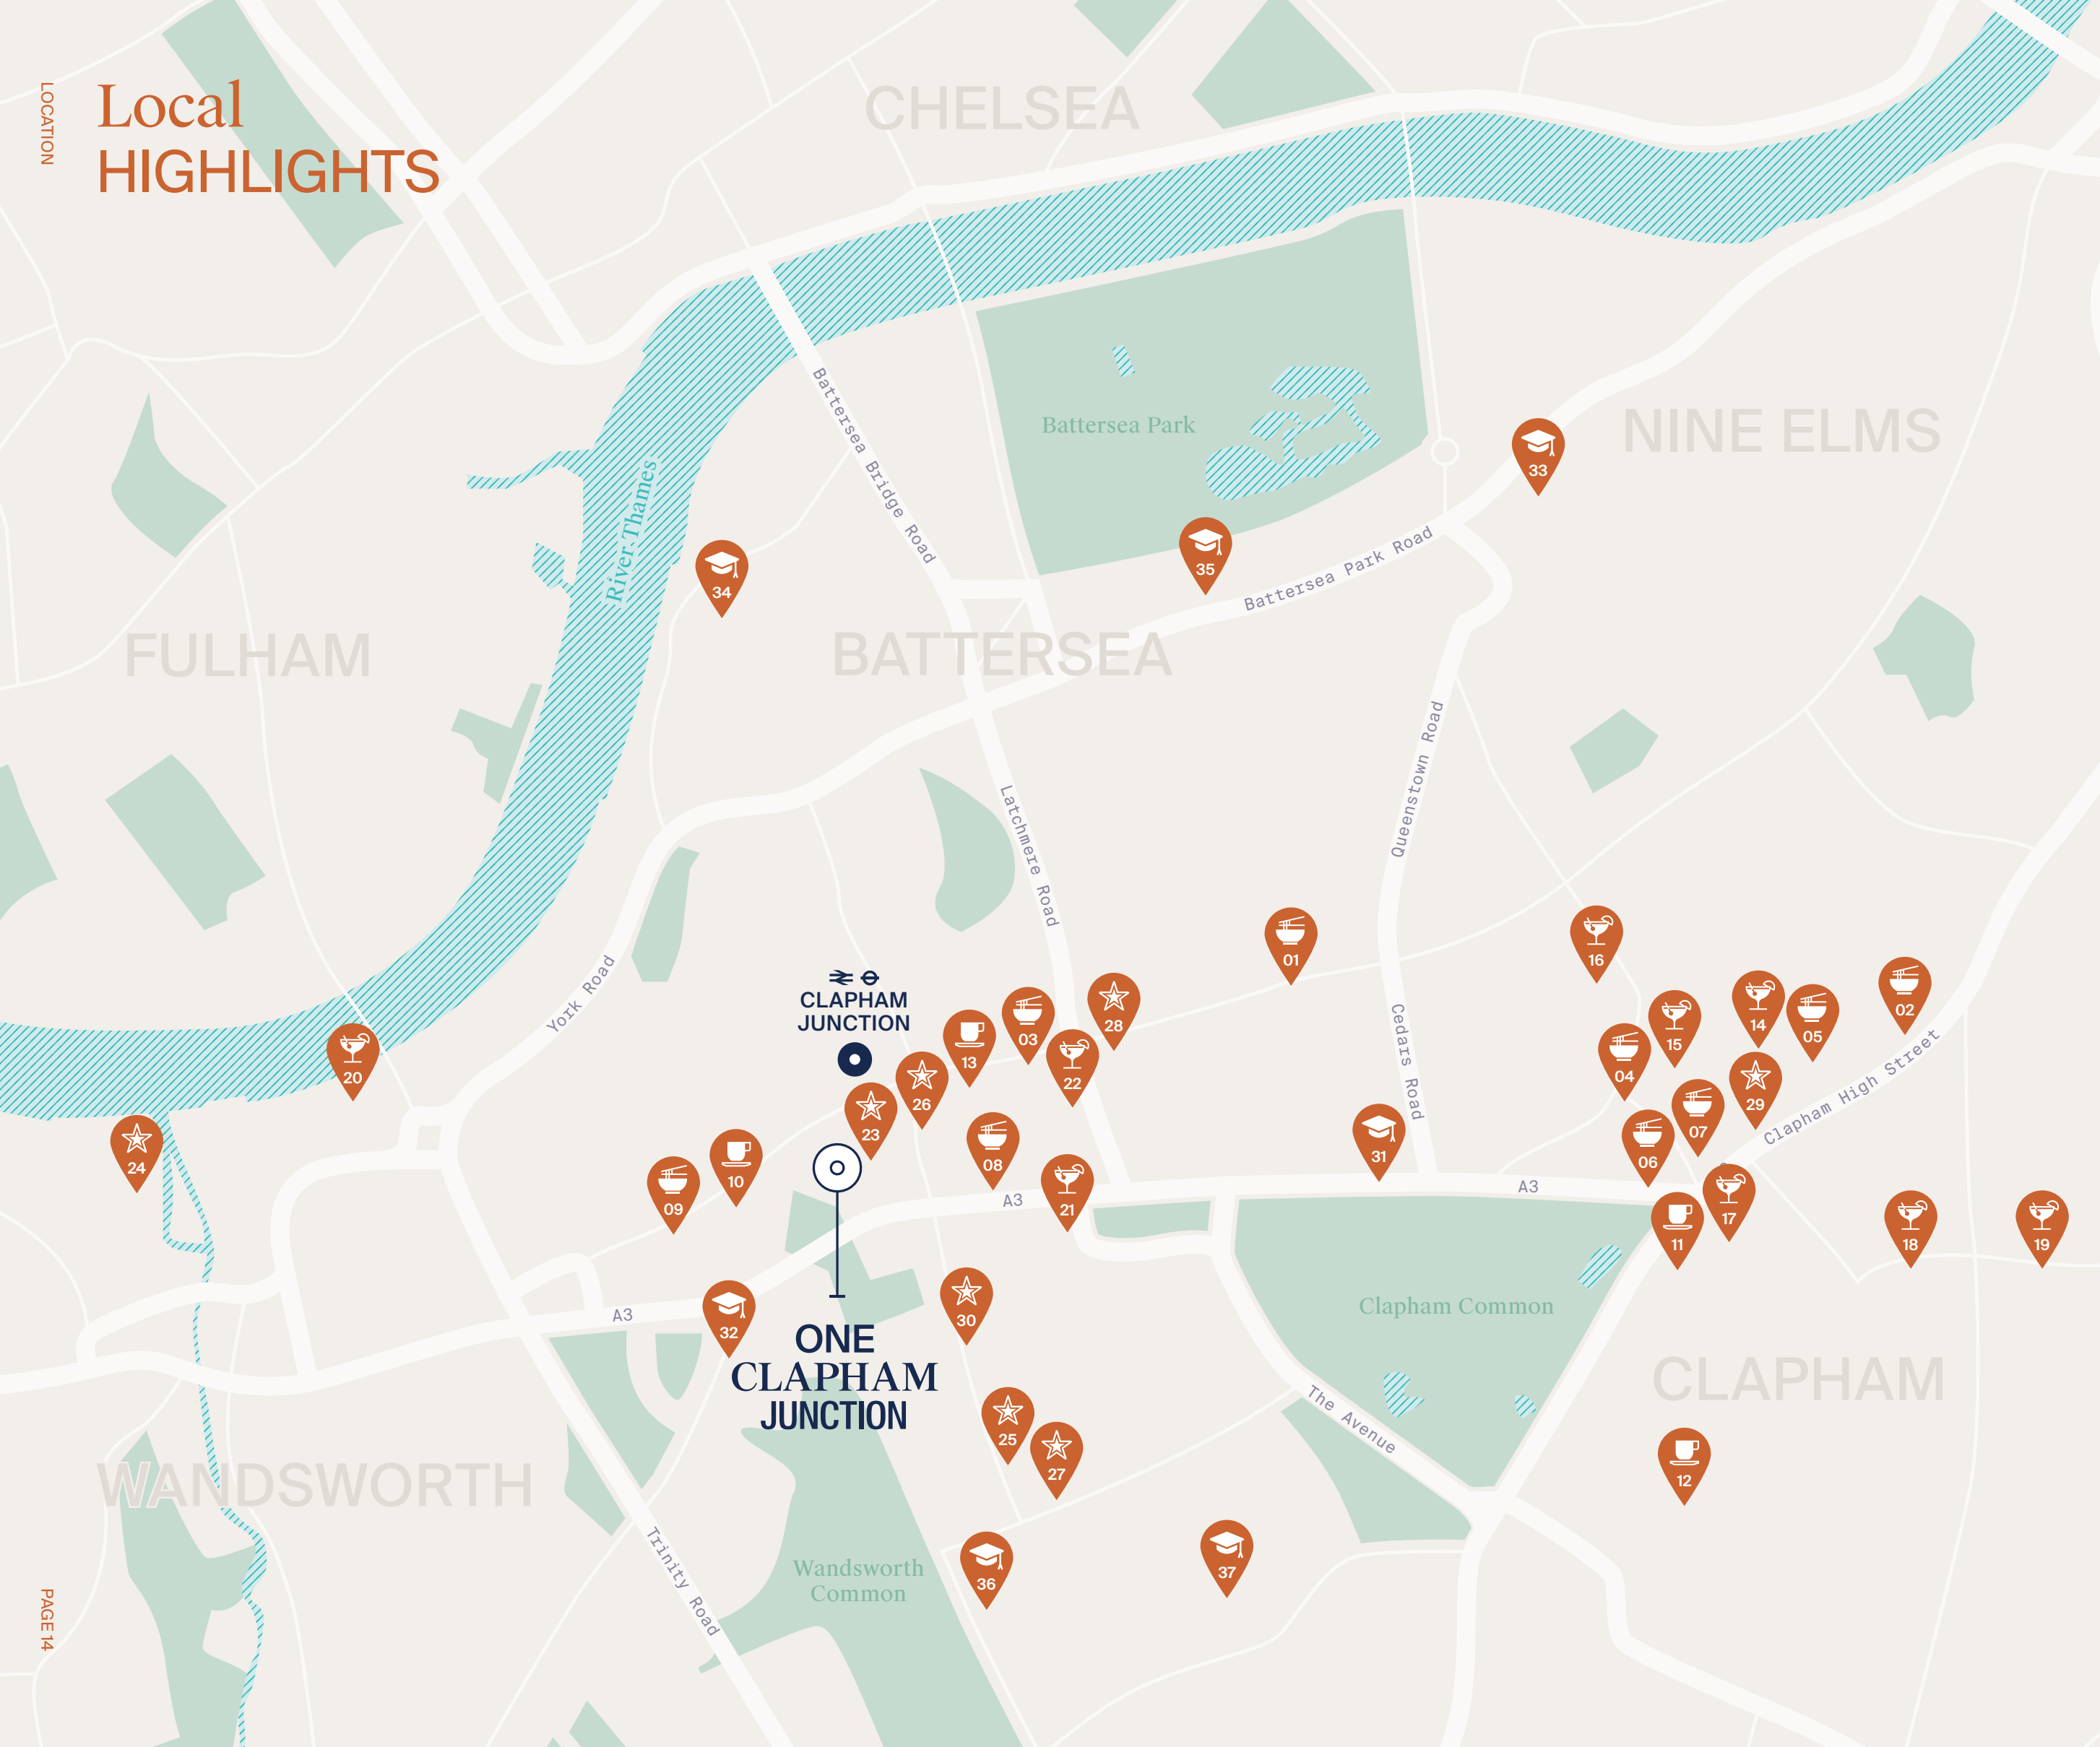 LOCATION
Local
HIGHLIGHTS
CHELSEA
NINE ELMS
Battersea Park
Battersea Bridge Road
River Thames
33
35
34
Battersea Park Road
FULHAM
BATTERSEA
Queenstown Road
Latchmere Road
York Road
01
16
02
CLAPHAM
JUNCTION
28
03
13
22
26
23
08
21
20
24
09
10
Cedars Road
14
05
15
04
29
07
06
Clapham High Street
31
A3
A3
17
11
18
19
A3
32
30
Clapham Common
ONE
CLAPHAM
JUNCTION
25
27
The Avenue
CLAPHAM
12
WANDSWORTH
Trinity Road
Wandsworth
Common
36
37
PAGE 14